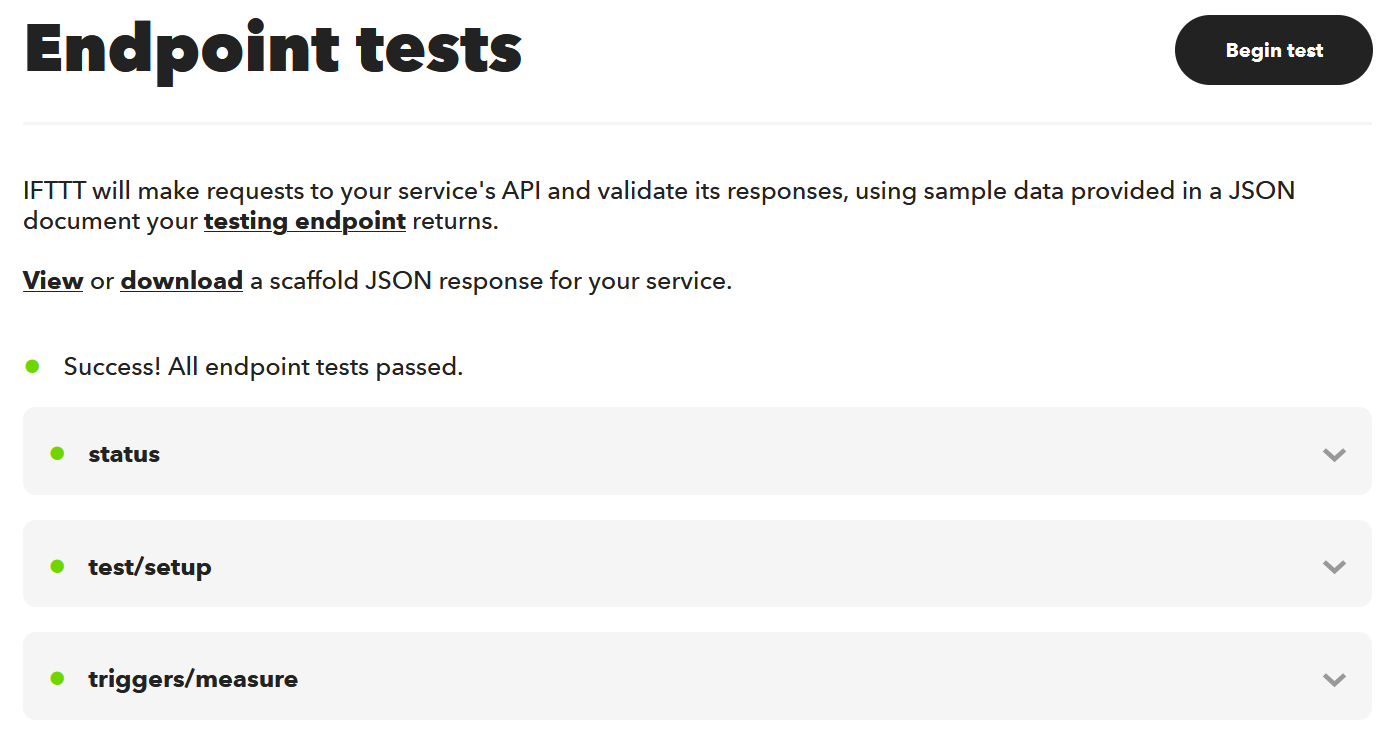 Endpoint tests
Begin test
IFTTT will make requests to your service's API and validate its responses, using sample data provided in a JSON
document your testing endpoint returns.
View or download a scaffold JSON response for your service.
Success! All endpoint tests passed.
status
test/setup
triggers/measure